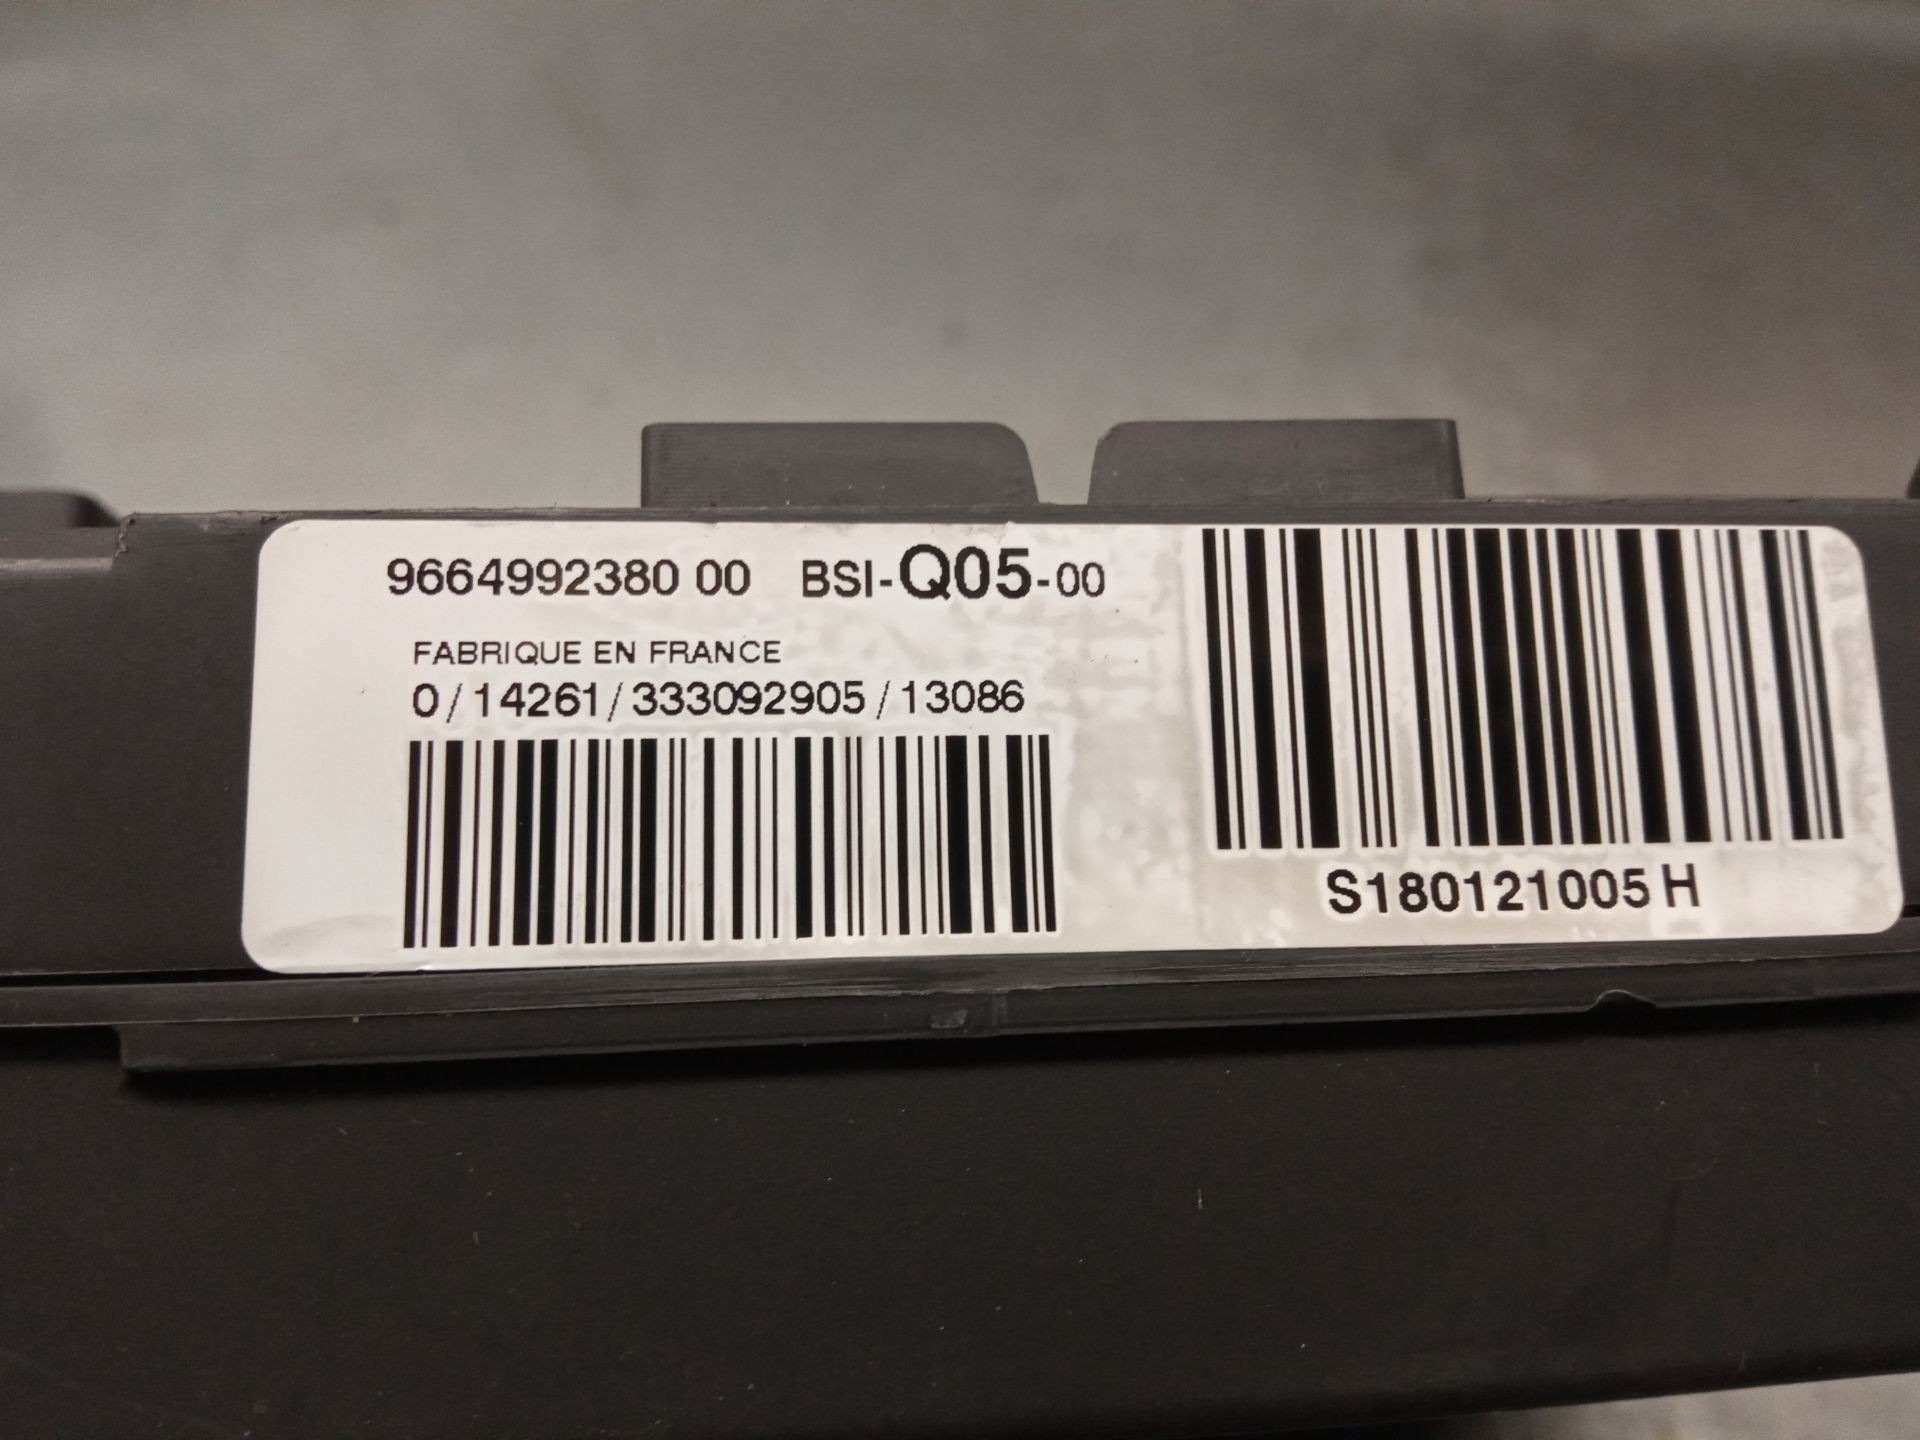 9664992380 00 BSI-Q05-00
FABRIQUE EN FRANCE
0/14261/333092905/13086
S180121005 H